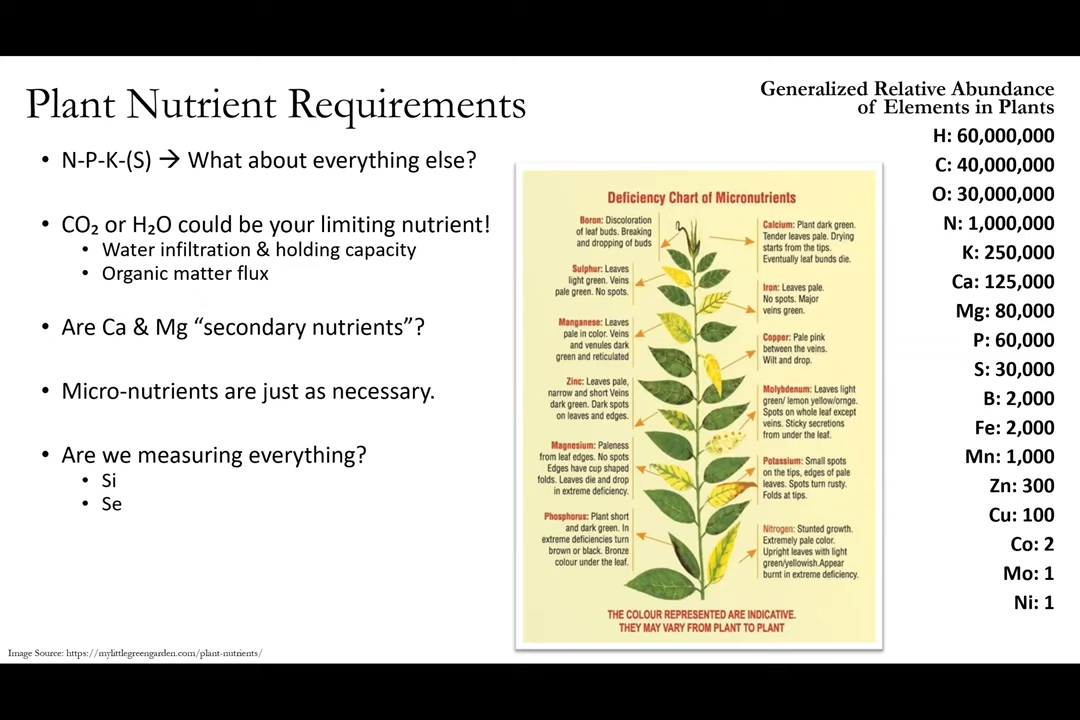 Plant Nutrient Requirements
• N-P-K-(S) → What about everything else?
• CO₂ or H₂O could be your limiting nutrient!
• Water infiltration & holding capacity
• Organic matter flux
• Are Ca & Mg “secondary nutrients”?
• Micro-nutrients are just as necessary.
• Are we measuring everything?
• Si
• Se
Deficiency Chart of Micronutrients
Boron: Discoloration
of leaf buds. Breaking
and dropping of buds
Sulphur: Leaves
light green. Veins
pale green. No spots.
Manganese: Leaves
pale in color. Veins
and venules dark
green and reticulated
Zinc: Leaves pale,
narrow and short Veins
dark green. Dark spots
on leaves and edges.
Magnesium: Paleness
from leaf edges. No spots
Edges have cup shaped
folds. Leaves die and drop
in extreme deficiency.
Phosphorus: Plant short
and dark green. In
extreme deficiencies turn
brown or black. Bronze
colour under the leaf.
Calcium: Plant dark green.
Tender leaves pale. Drying
starts from the tips.
Eventually leaf bunds die.
Iron: Leaves pale.
No spots. Major
veins green.
Copper: Pale pink
between the veins.
Wilt and drop.
Molybdenum: Leaves light
green/ lemon yellow/ornge.
Spots on whole leaf except
veins. Sticky secretions
from under the leaf.
Potassium: Small spots
on the tips, edges of pale
leaves. Spots turn rusty.
Folds at tips.
Nitrogen: Stunted growth.
Extremely pale color.
Upright leaves with light
green/yellowish.Appear
burnt in extreme deficiency.
THE COLOUR REPRESENTED ARE INDICATIVE.
THEY MAY VARY FROM PLANT TO PLANT
Generalized Relative Abundance
of Elements in Plants
H: 60,000,000
C: 40,000,000
O: 30,000,000
N: 1,000,000
K: 250,000
Ca: 125,000
Mg: 80,000
P: 60,000
S: 30,000
B: 2,000
Fe: 2,000
Mn: 1,000
Zn: 300
Cu: 100
Co: 2
Mo: 1
Ni: 1
Image Source: https://mylittlegreengarden.com/plant-nutrients/